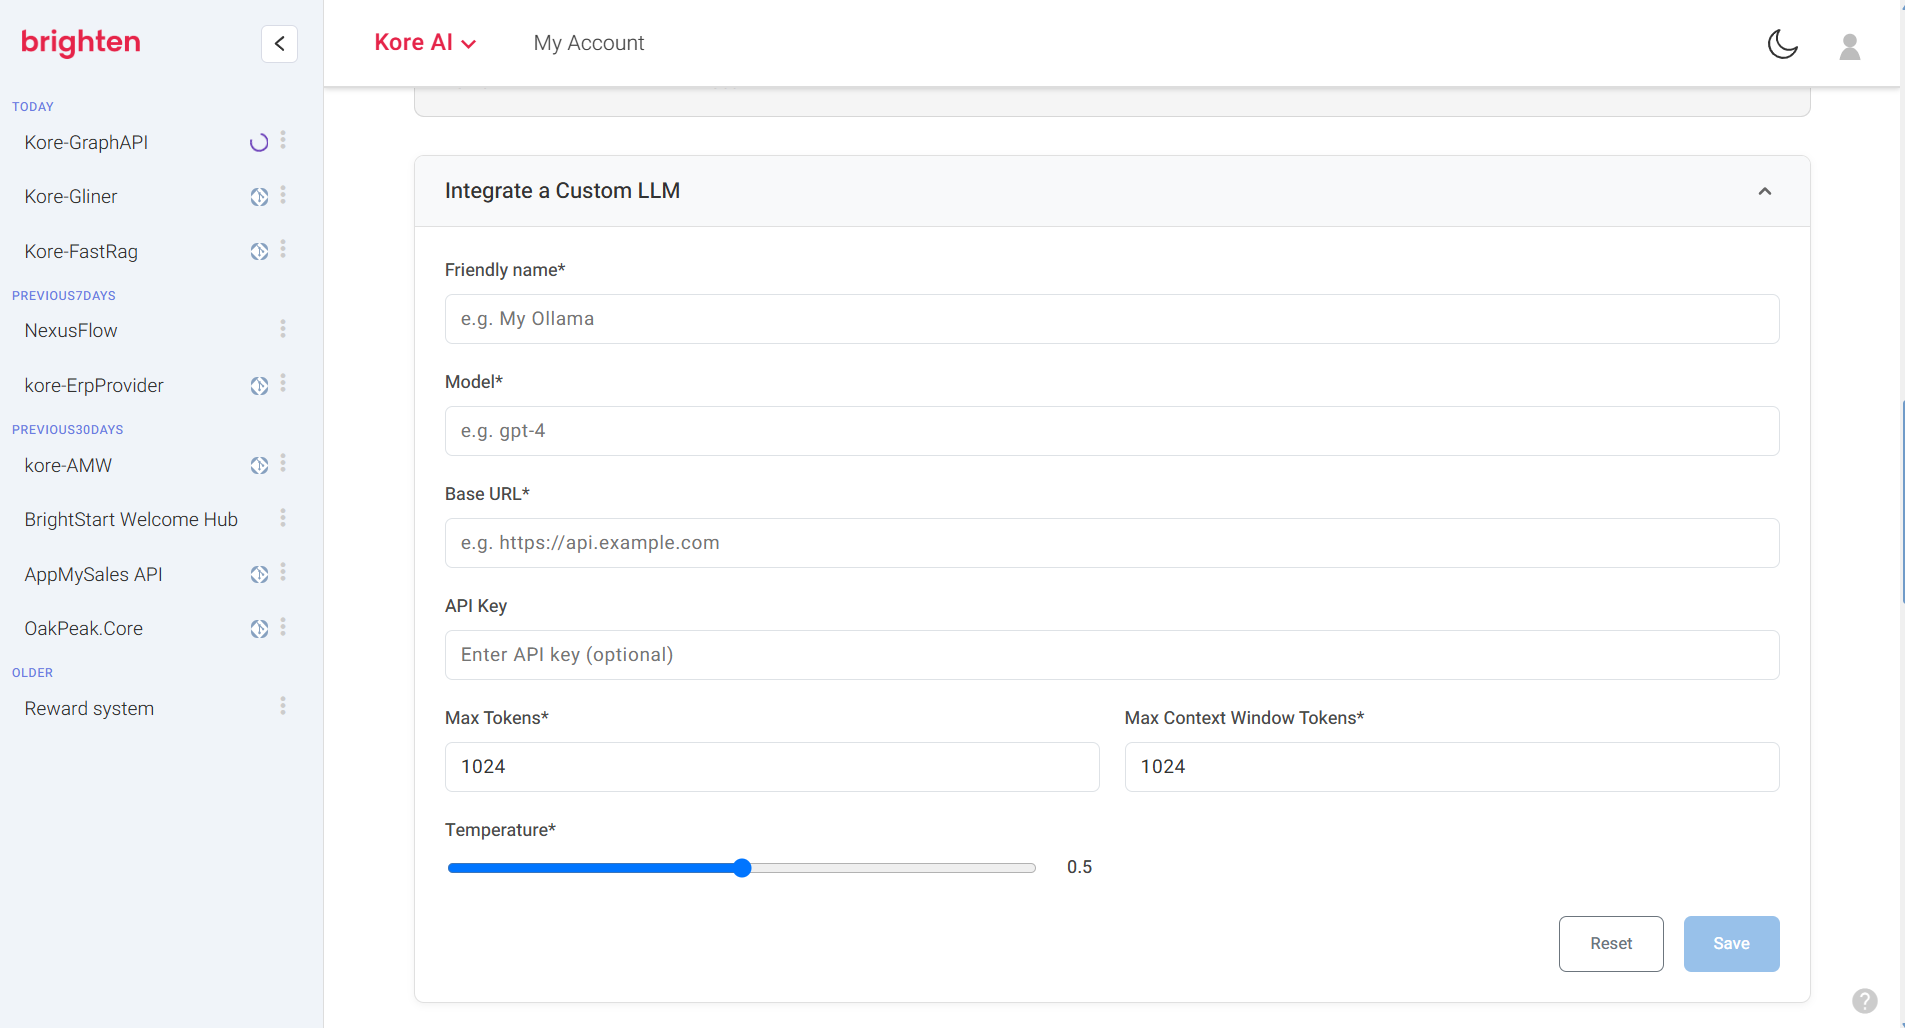 brighten
TODAY
Kore-GraphAPI
Kore-Gliner
Kore-FastRag
PREVIOUS7DAYS
NexusFlow
kore-ErpProvider
PREVIOUS30DAYS
kore-AMW
BrightStart Welcome Hub
AppMySales API
OakPeak.Core
OLDER
Reward system
Kore AI
My Account
Integrate a Custom LLM
Friendly name*
e.g. My Ollama
Model*
e.g. gpt-4
Base URL*
e.g. https://api.example.com
API Key
Enter API key (optional)
Max Tokens*
Max Context Window Tokens*
1024
1024
Temperature*
0.5
Reset
Save
?